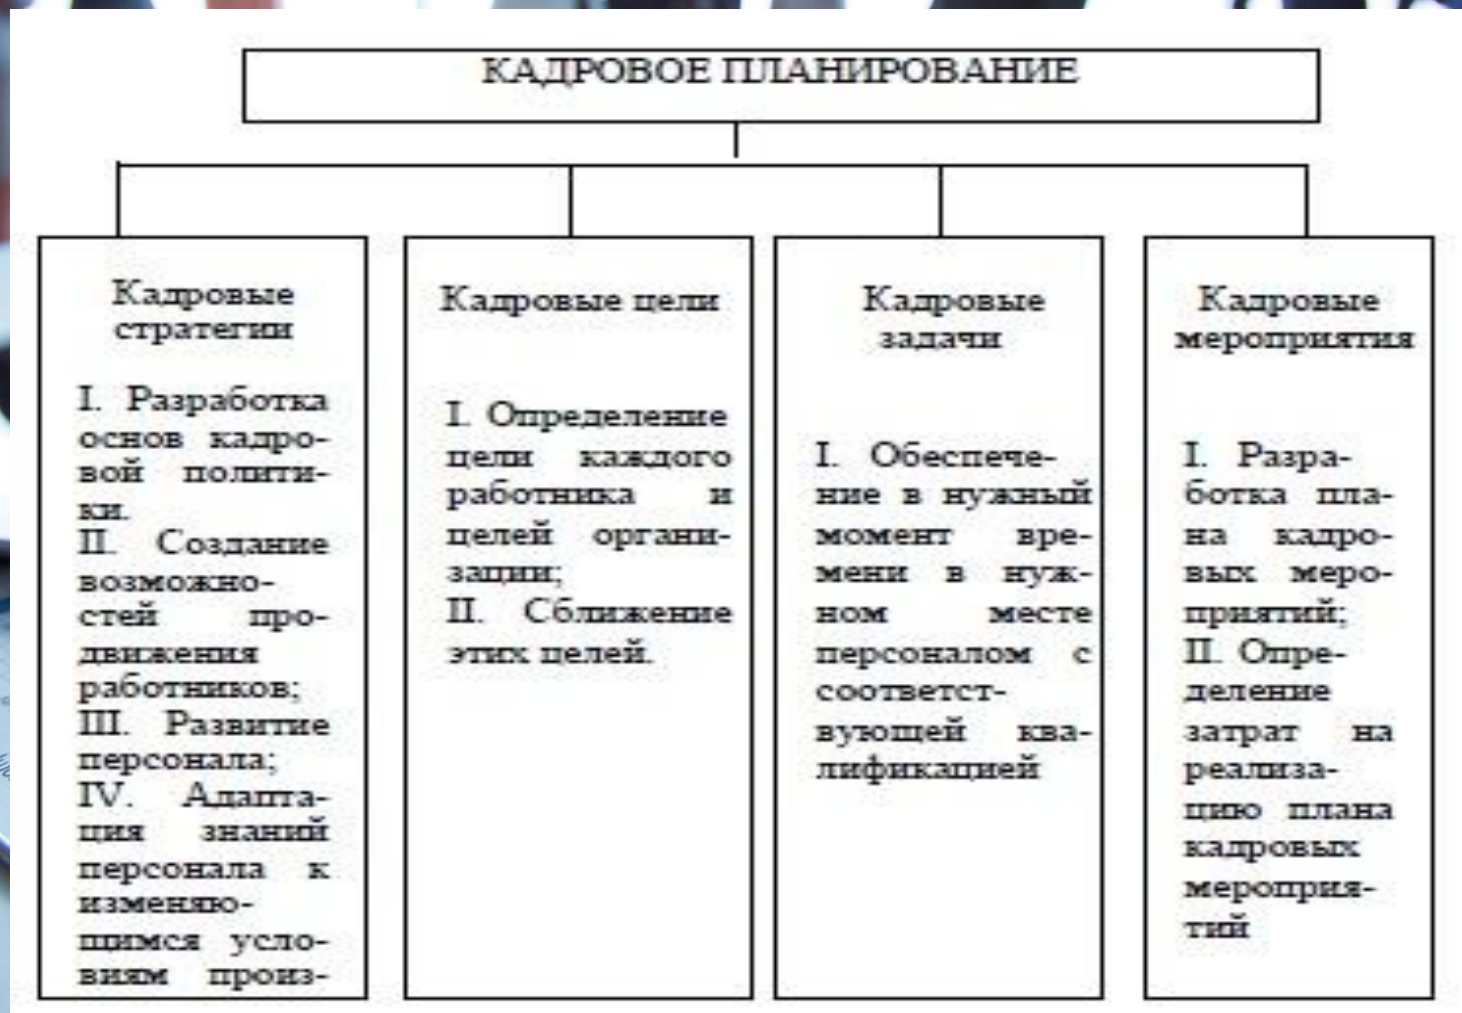 КАДРОВОЕ ПЛАНИРОВАНИЕ
Кадровые
стратегии
I. Разработка
основ кадро-
вой полити-
ки.
II. Создание
возможно-
стей про-
движения
работников;
III. Развитие
персонала;
IV. Адапта-
ция знаний
персонала к
изменяю-
щимся усло-
виям произ-
Кадровые цели
I. Определение
цели каждого
работника и
целей органи-
зации;
II. Сближение
этих целей.
Кадровые
задачи
I. Обеспече-
ние в нужный
момент вре-
мени в нуж-
ном месте
персоналом с
соответст-
вующей ква-
лификацией
Кадровые
мероприятия
I. Разра-
ботка пла-
на кадро-
вых меро-
приятий;
II. Опре-
деление
затрат на
реализа-
цию плана
кадровых
мероприя-
тий